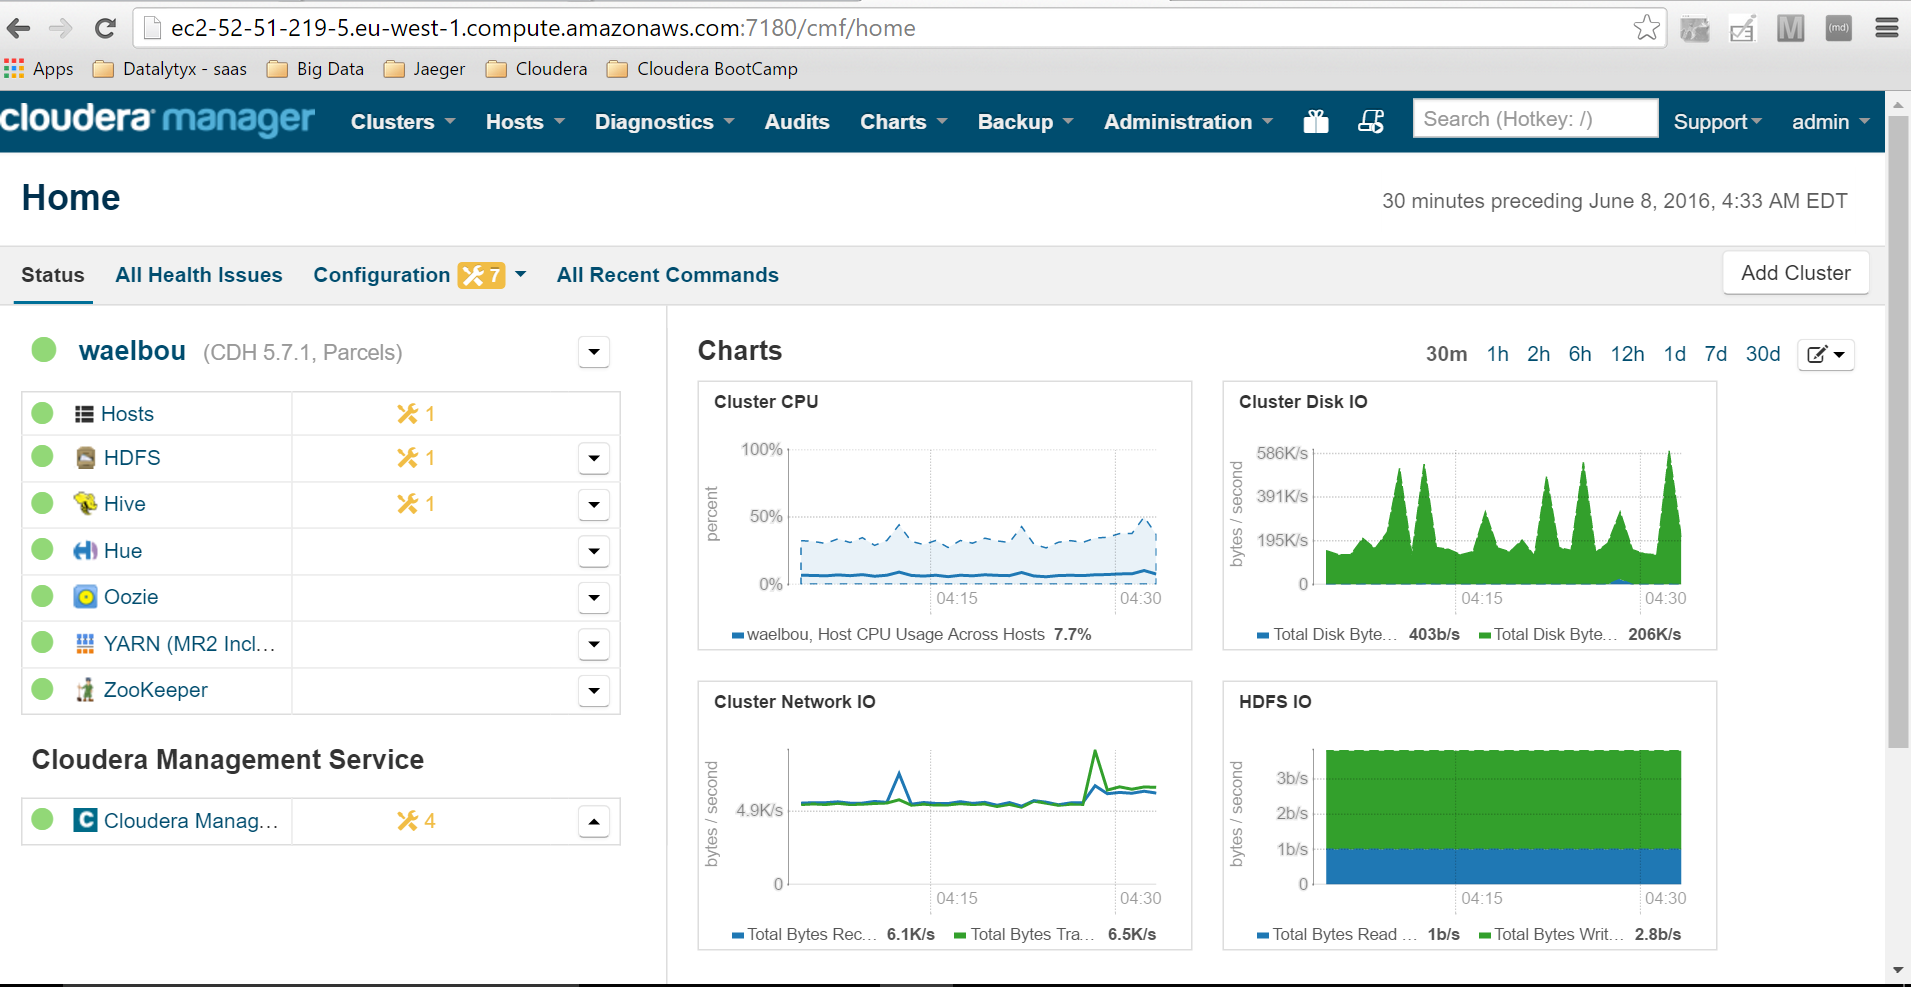 ec2-52-51-219-5.eu-west-1.compute.amazonaws.com:7180/cmf/home
M (md)
Apps Datalytyx - saas Big Data Jaeger Cloudera Cloudera BootCamp
cloudera manager Clusters Hosts Diagnostics Audits Charts Backup Administration Search (Hotkey: /) Support admin
Home
30 minutes preceding June 8, 2016, 4:33 AM EDT
Status All Health Issues Configuration 7 All Recent Commands Add Cluster
waelbou (CDH 5.7.1, Parcels)
Hosts 1
HDFS 1
Hive 1
Hue
Oozie
YARN (MR2 Incl...
ZooKeeper
Cloudera Management Service
C Cloudera Manag... 4
Charts
30m 1h 2h 6h 12h 1d 7d 30d
Cluster CPU
percent
100%
50%
0%
04:15 04:30
waelbou, Host CPU Usage Across Hosts 7.7%
Cluster Disk IO
bytes / second
586K/s
391K/s
195K/s
0
04:15 04:30
Total Disk Byte... 403b/s Total Disk Byte... 206K/s
Cluster Network IO
bytes / second
4.9K/s
0
04:15 04:30
Total Bytes Rec... 6.1K/s Total Bytes Tra... 6.5K/s
HDFS IO
bytes / second
3b/s
2b/s
1b/s
0
04:15 04:30
Total Bytes Read ... 1b/s Total Bytes Writ... 2.8b/s